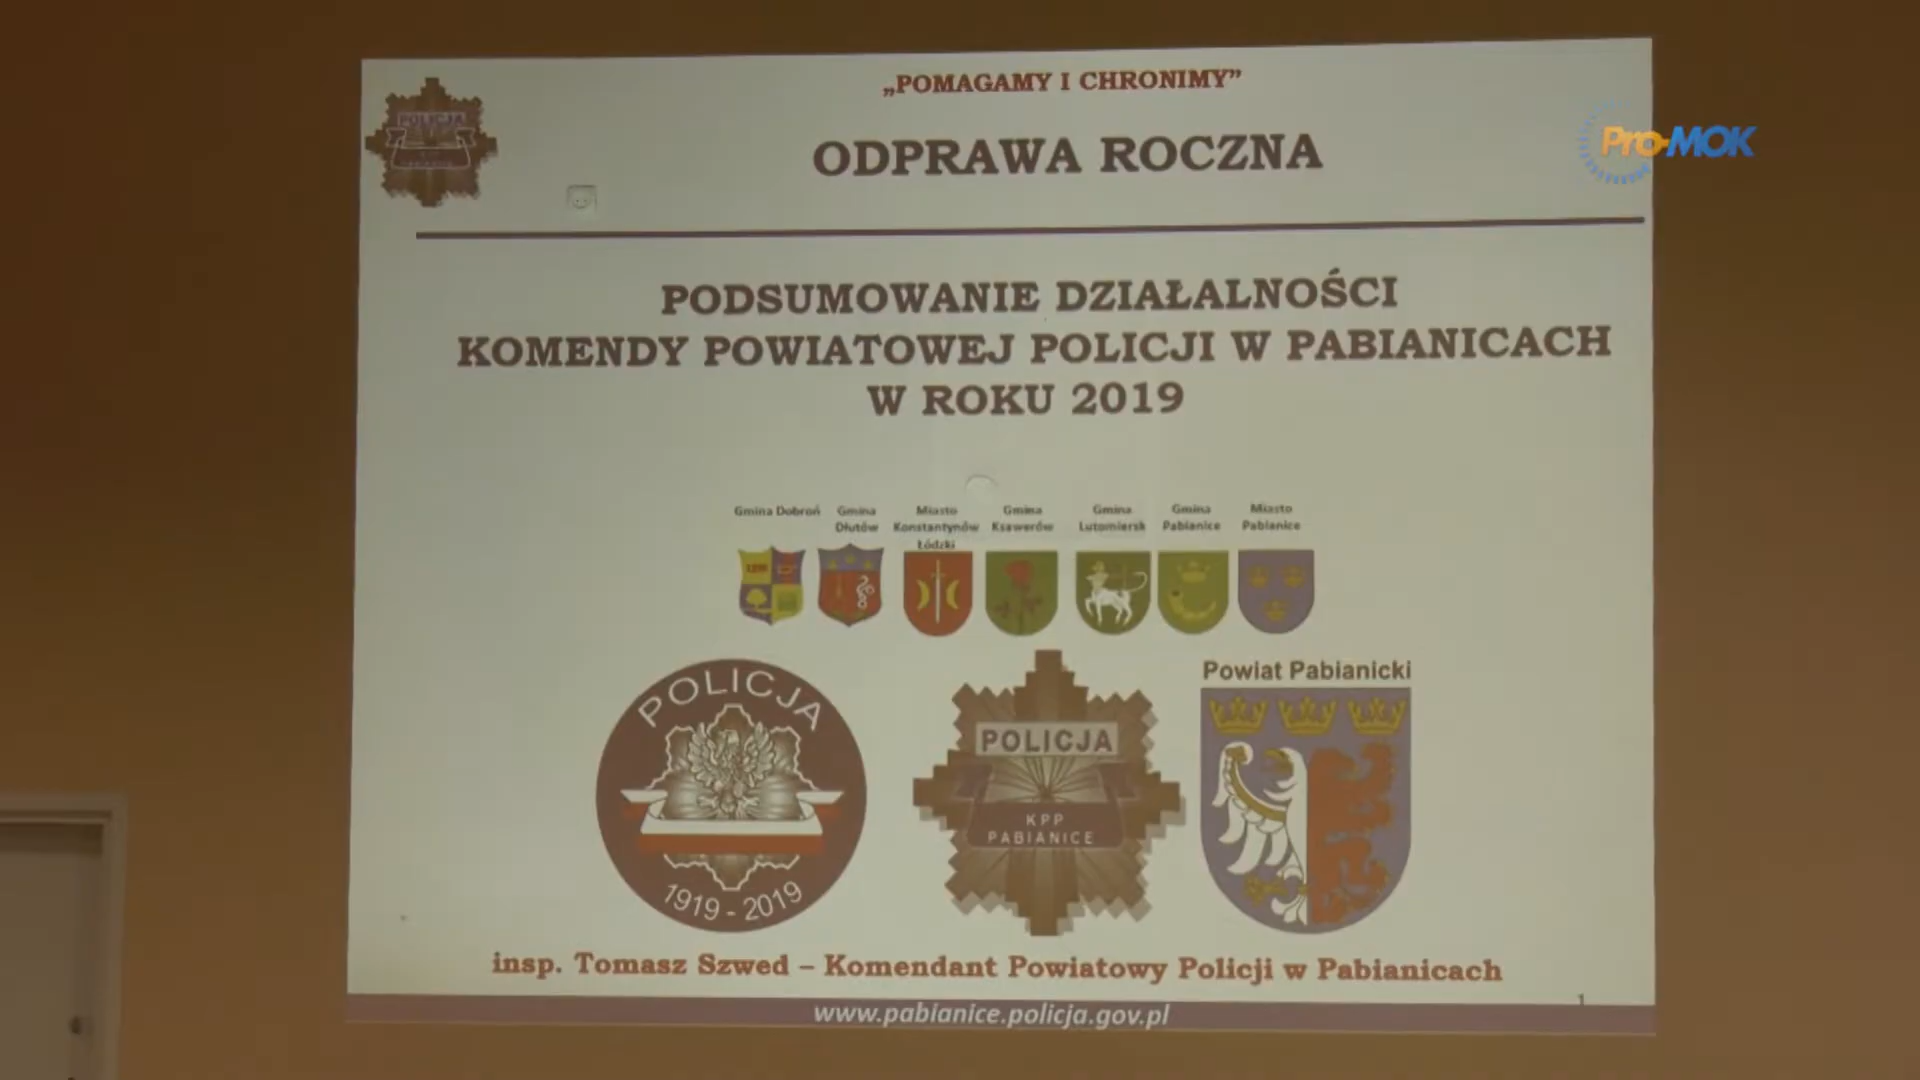 „POMAGAMY I CHRONIMY”
POLICJA
ODPRAWA ROCZNA
Pro-MOK
PODSUMOWANIE DZIAŁALNOŚCI
KOMENDY POWIATOWEJ POLICJI W PABIANICACH
W ROKU 2019
Gmina Dobroń
Gmina
Dłutów
Miasto
Konstantynów
Łódzki
Gmina
Ksawerów
Gmina
Lutomiersk
Gmina
Pabianice
Miasto
Pabianice
POLICJA
1919 - 2019
POLICJA
KPP
PABIANICE
Powiat Pabianicki
insp. Tomasz Szwed – Komendant Powiatowy Policji w Pabianicach
1
www.pabianice.policja.gov.pl